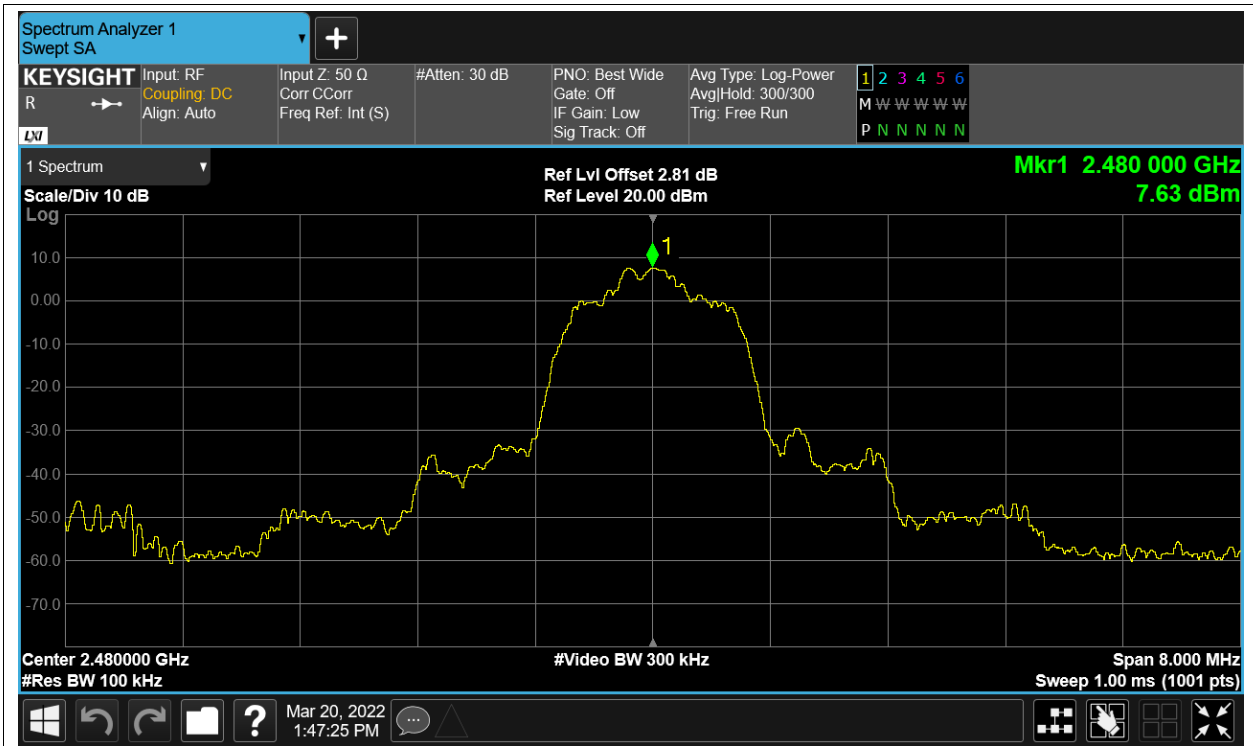 Spectrum Analyzer 1
Swept SA
KEYSIGHT
R
LXI
Input: RF
Coupling: DC
Align: Auto
Input Z: 50 Ω
Corr CCorr
Freq Ref: Int (S)
#Atten: 30 dB
PNO: Best Wide
Gate: Off
IF Gain: Low
Sig Track: Off
Avg Type: Log-Power
Avg|Hold: 300/300
Trig: Free Run
1 2 3 4 5 6
M W W W W W
P N N N N N
1 Spectrum
Scale/Div 10 dB
Log
Ref Lvl Offset 2.81 dB
Ref Level 20.00 dBm
Mkr1 2.480 000 GHz
7.63 dBm
1
10.0
0.00
-10.0
-20.0
-30.0
-40.0
-50.0
-60.0
-70.0
Center 2.480000 GHz
#Video BW 300 kHz
Span 8.000 MHz
#Res BW 100 kHz
Sweep 1.00 ms (1001 pts)
?
Mar 20, 2022
1:47:25 PM